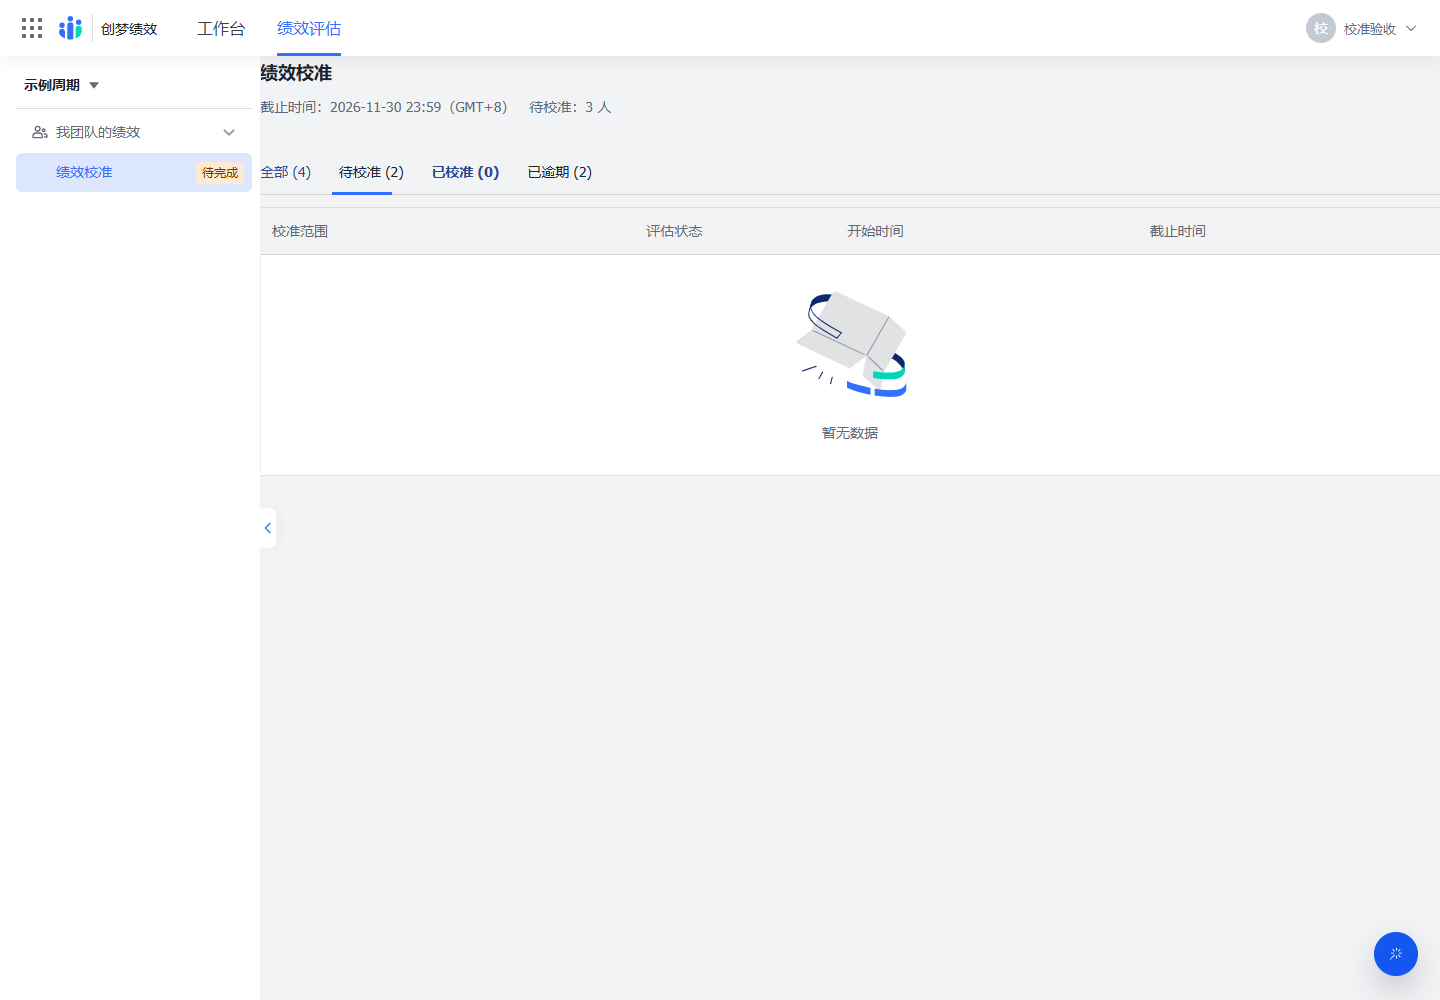 创梦绩效 工作台 绩效评估 校 校准验收
示例周期
我团队的绩效
绩效校准 待完成
绩效校准
截止时间：2026-11-30 23:59（GMT+8） 待校准：3 人
全部 (4) 待校准 (2) 已校准 (0) 已逾期 (2)
校准范围 评估状态 开始时间 截止时间
暂无数据